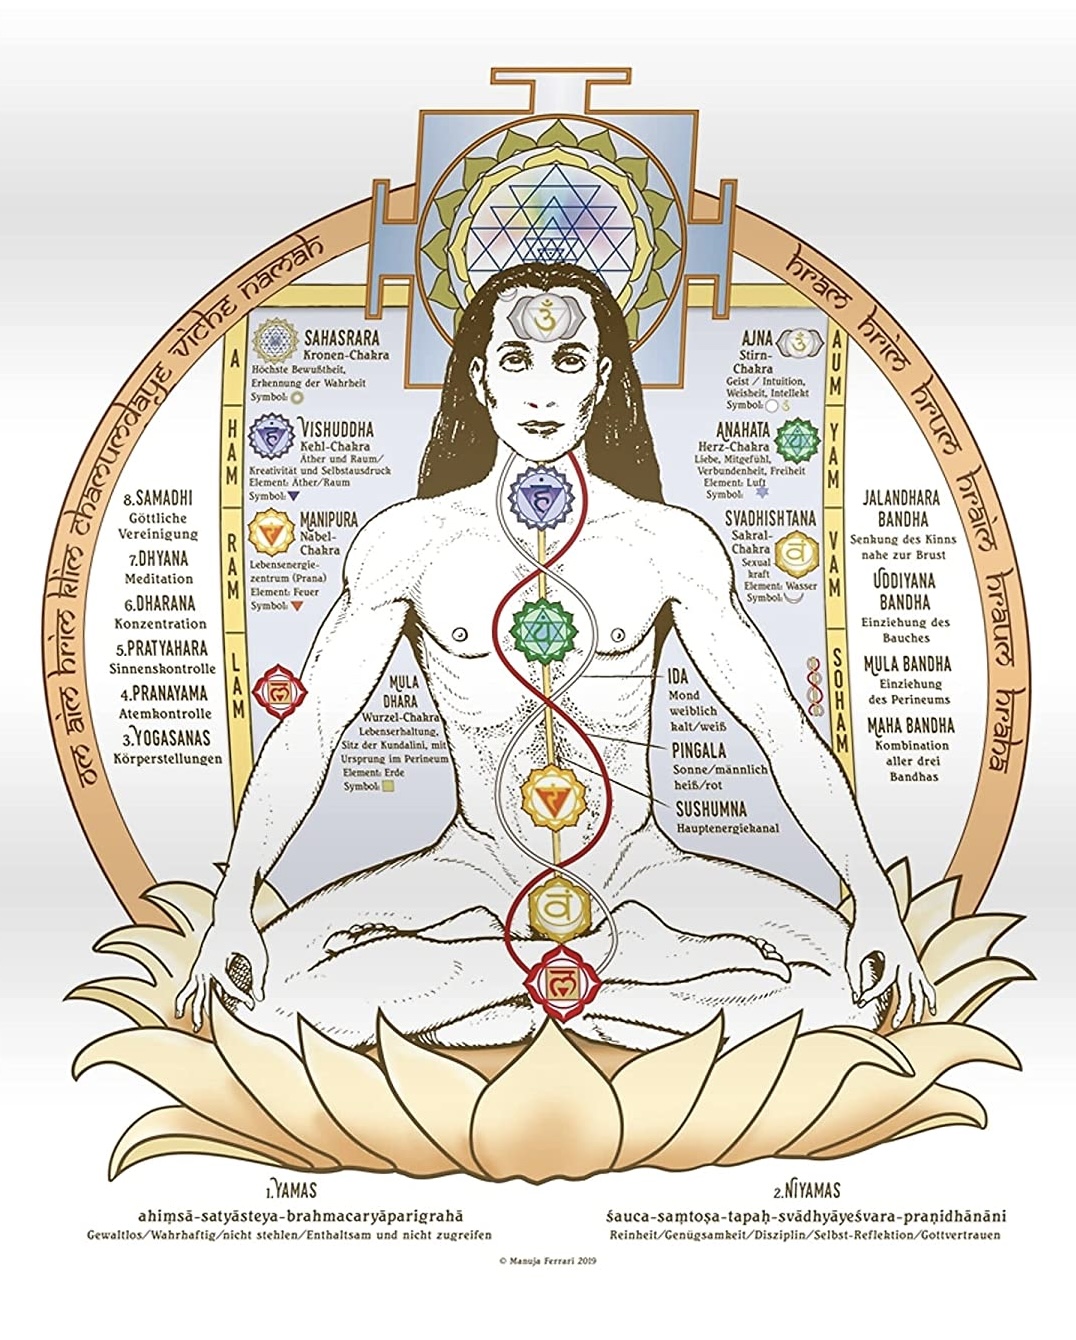 om aim hrim klim chamumdaye viche namah
hram hrim hrum hraim hraum hraha
A
HAM
RAM
LAM
SAHASRARA
Kronen-Chakra
Höchste Bewußtheit,
Erkennung der Wahrheit
Symbol:
VISHUDDHA
Kehl-Chakra
Äther und Raum/
Kreativität und Selbstausdruck
Element: Äther/Raum
Symbol:
MANIPURA
Nabel-
Chakra
Lebensenergie-
zentrum (Prana)
Element: Feuer
Symbol:
MULA
DHARA
Wurzel-Chakra
Lebenserhaltung,
Sitz der Kundalini, mit
Ursprung im Perineum
Element: Erde
Symbol:
AJNA
Stirn-
Chakra
Geist / Intuition,
Weisheit, Intellekt
Symbol:
ANAHATA
Herz-Chakra
Liebe, Mitgefühl,
Verbundenheit, Freiheit
Element: Luft
Symbol:
SVADHISHTANA
Sakral-
Chakra
Sexual
kraft
Element: Wasser
Symbol:
AUM
YAM
VAM
SOHAM
8.SAMADHI
Göttliche
Vereinigung
7.DHYANA
Meditation
6.DHARANA
Konzentration
5.PRATYAHARA
Sinnenskontrolle
4.PRANAYAMA
Atemkontrolle
3.YOGASANAS
Körperstellungen
IDA
Mond
weiblich
kalt/weiß
PINGALA
Sonne/männlich
heiß/rot
SUSHUMNA
Hauptenergiekanal
JALANDHARA
BANDHA
Senkung des Kinns
nahe zur Brust
UDDIYANA
BANDHA
Einziehung des
Bauches
MULA BANDHA
Einziehung
des Perineums
MAHA BANDHA
Kombination
aller drei
Bandhas
ॐ
हं
यं
रं
वं
लं
1.YAMAS
ahiṃsā-satyāsteya-brahmacaryāparigrahā
Gewaltlos/Wahrhaftig/nicht stehlen/Enthaltsam und nicht zugreifen
2.NIYAMAS
śauca-saṃtoṣa-tapaḥ-svādhyāyeśvara-praṇidhānāni
Reinheit/Genügsamkeit/Disziplin/Selbst-Reflektion/Gottvertrauen
© Manuja Ferrari 2019